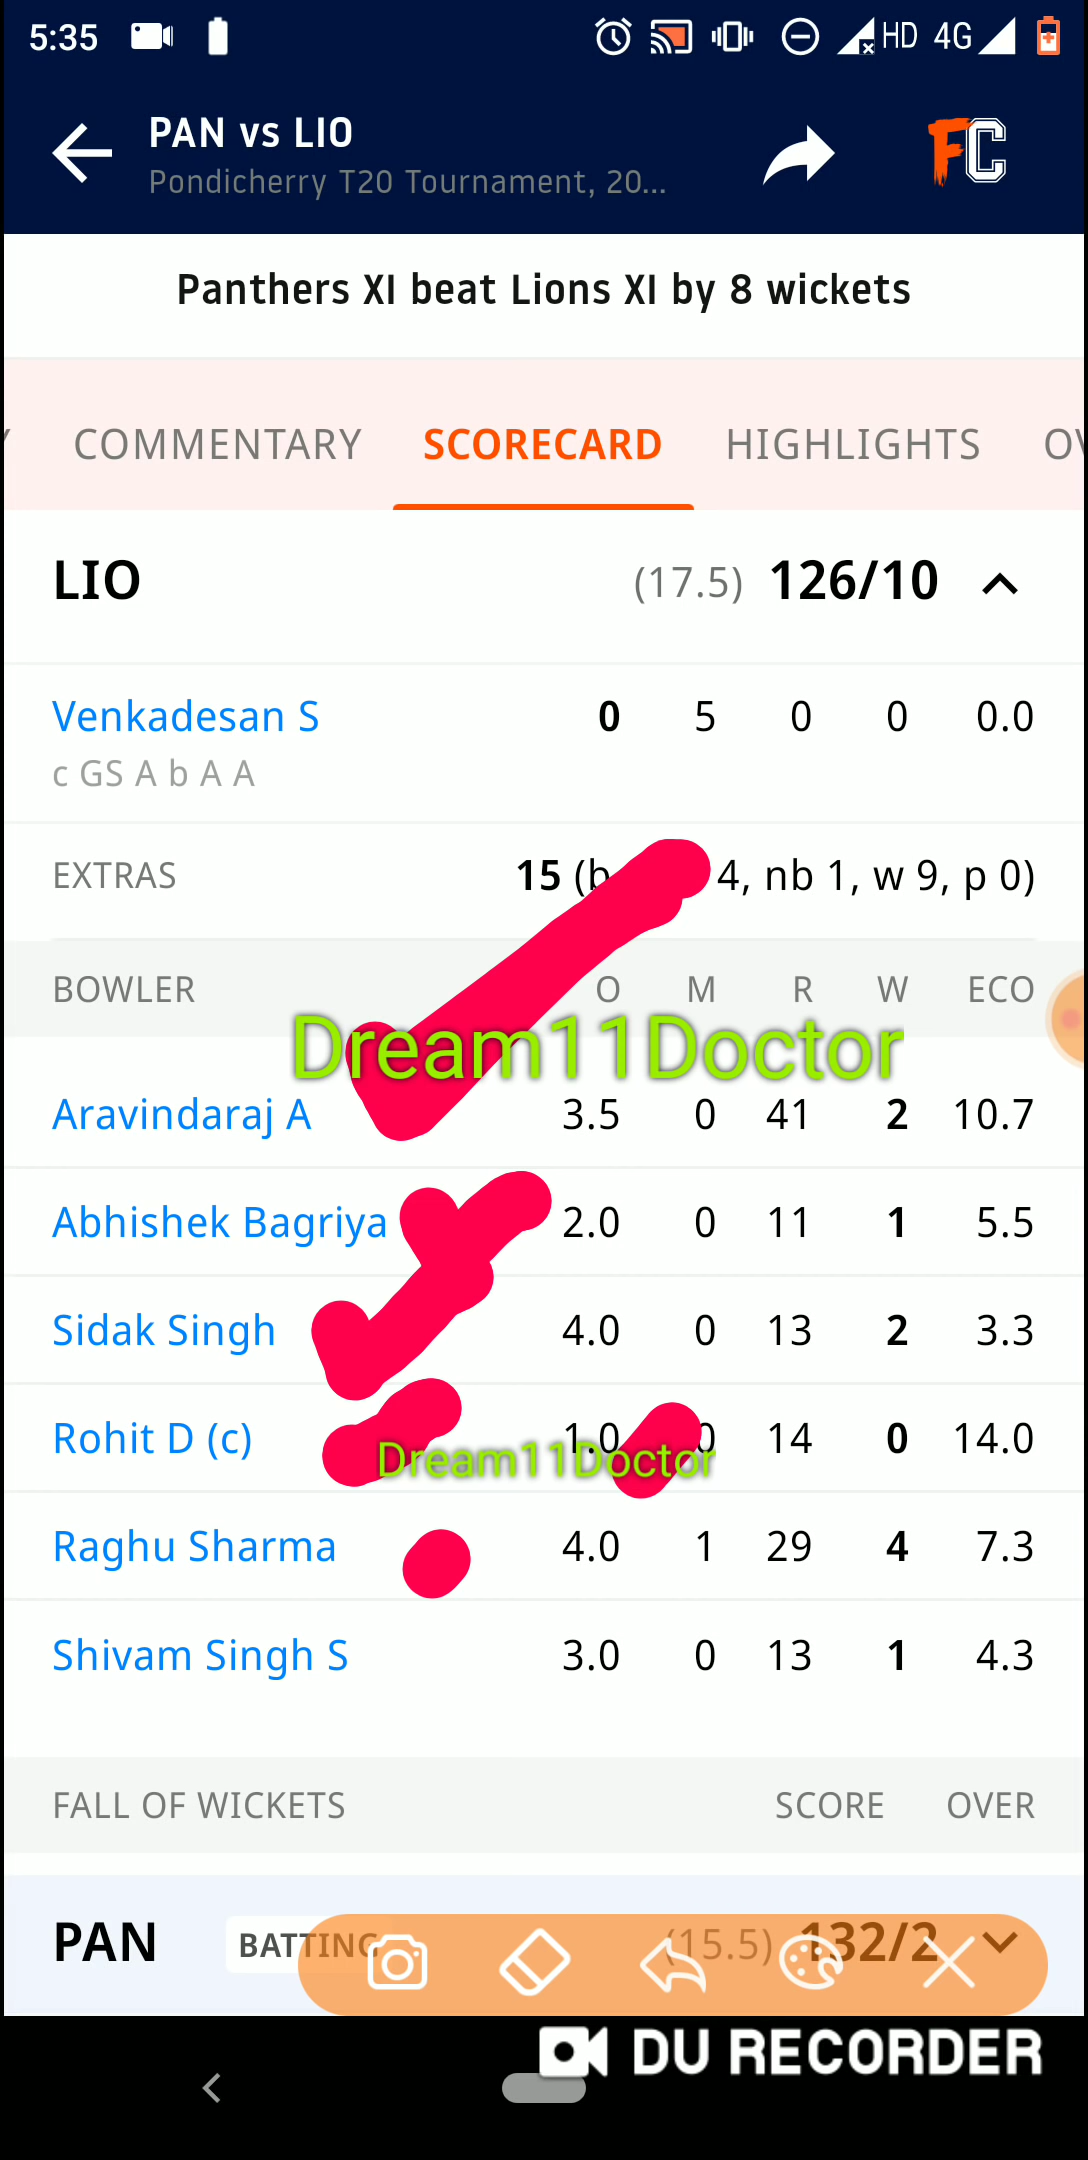 5:35 HD 4G
PAN vs LIO
Pondicherry T20 Tournament, 20...
FC
Panthers XI beat Lions XI by 8 wickets
COMMENTARY SCORECARD HIGHLIGHTS
LIO (17.5) 126/10
Venkadesan S 0 5 0 0 0.0
c GS A b A A
EXTRAS 15 (b 4, nb 1, w 9, p 0)
BOWLER O M R W ECO
Dream11Doctor
Aravindaraj A 3.5 0 41 2 10.7
Abhishek Bagriya 2.0 0 11 1 5.5
Sidak Singh 4.0 0 13 2 3.3
Rohit D (c) 1.0 0 14 0 14.0
Dream11Doctor
Raghu Sharma 4.0 1 29 4 7.3
Shivam Singh S 3.0 0 13 1 4.3
FALL OF WICKETS SCORE OVER
PAN BATTING (15.5) 132/2
DU RECORDER